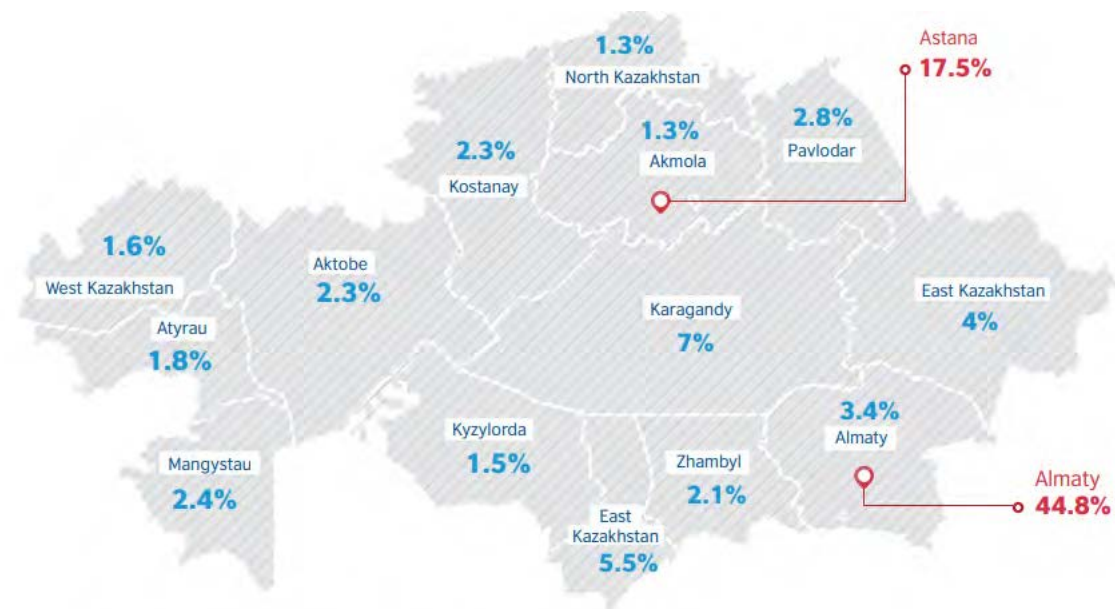 1.3%
North Kazakhstan
Astana
17.5%
1.3%
Akmola
2.8%
Pavlodar
2.3%
Kostanay
1.6%
West Kazakhstan
Aktobe
2.3%
Atyrau
1.8%
Karagandy
7%
East Kazakhstan
4%
Mangystau
2.4%
Kyzylorda
1.5%
East
Kazakhstan
5.5%
Zhambyl
2.1%
3.4%
Almaty
Almaty
44.8%